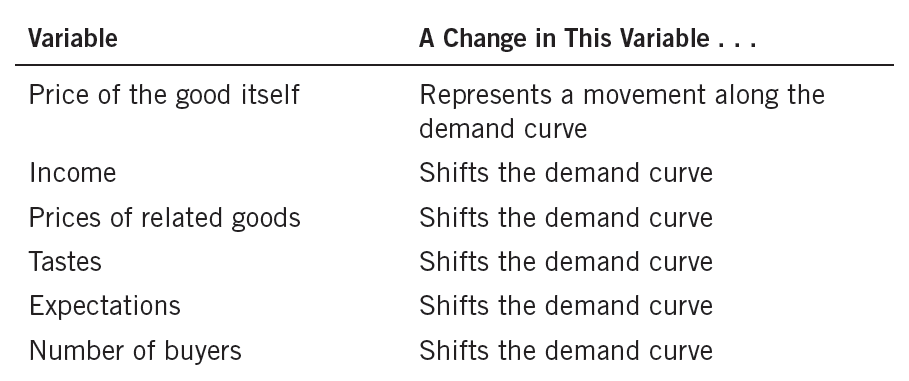 Variable A Change in This Variable . . .
Price of the good itself Represents a movement along the
demand curve
Income Shifts the demand curve
Prices of related goods Shifts the demand curve
Tastes Shifts the demand curve
Expectations Shifts the demand curve
Number of buyers Shifts the demand curve